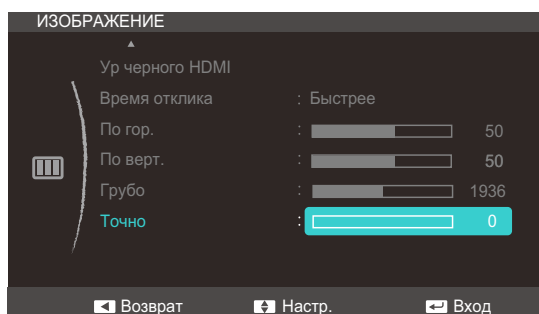 ИЗОБРАЖЕНИЕ
Ур черного HDMI
Время отклика : Быстрее
По гор. : 50
По верт. : 50
Грубо : 1936
Точно : 0
Возврат Настр. Вход